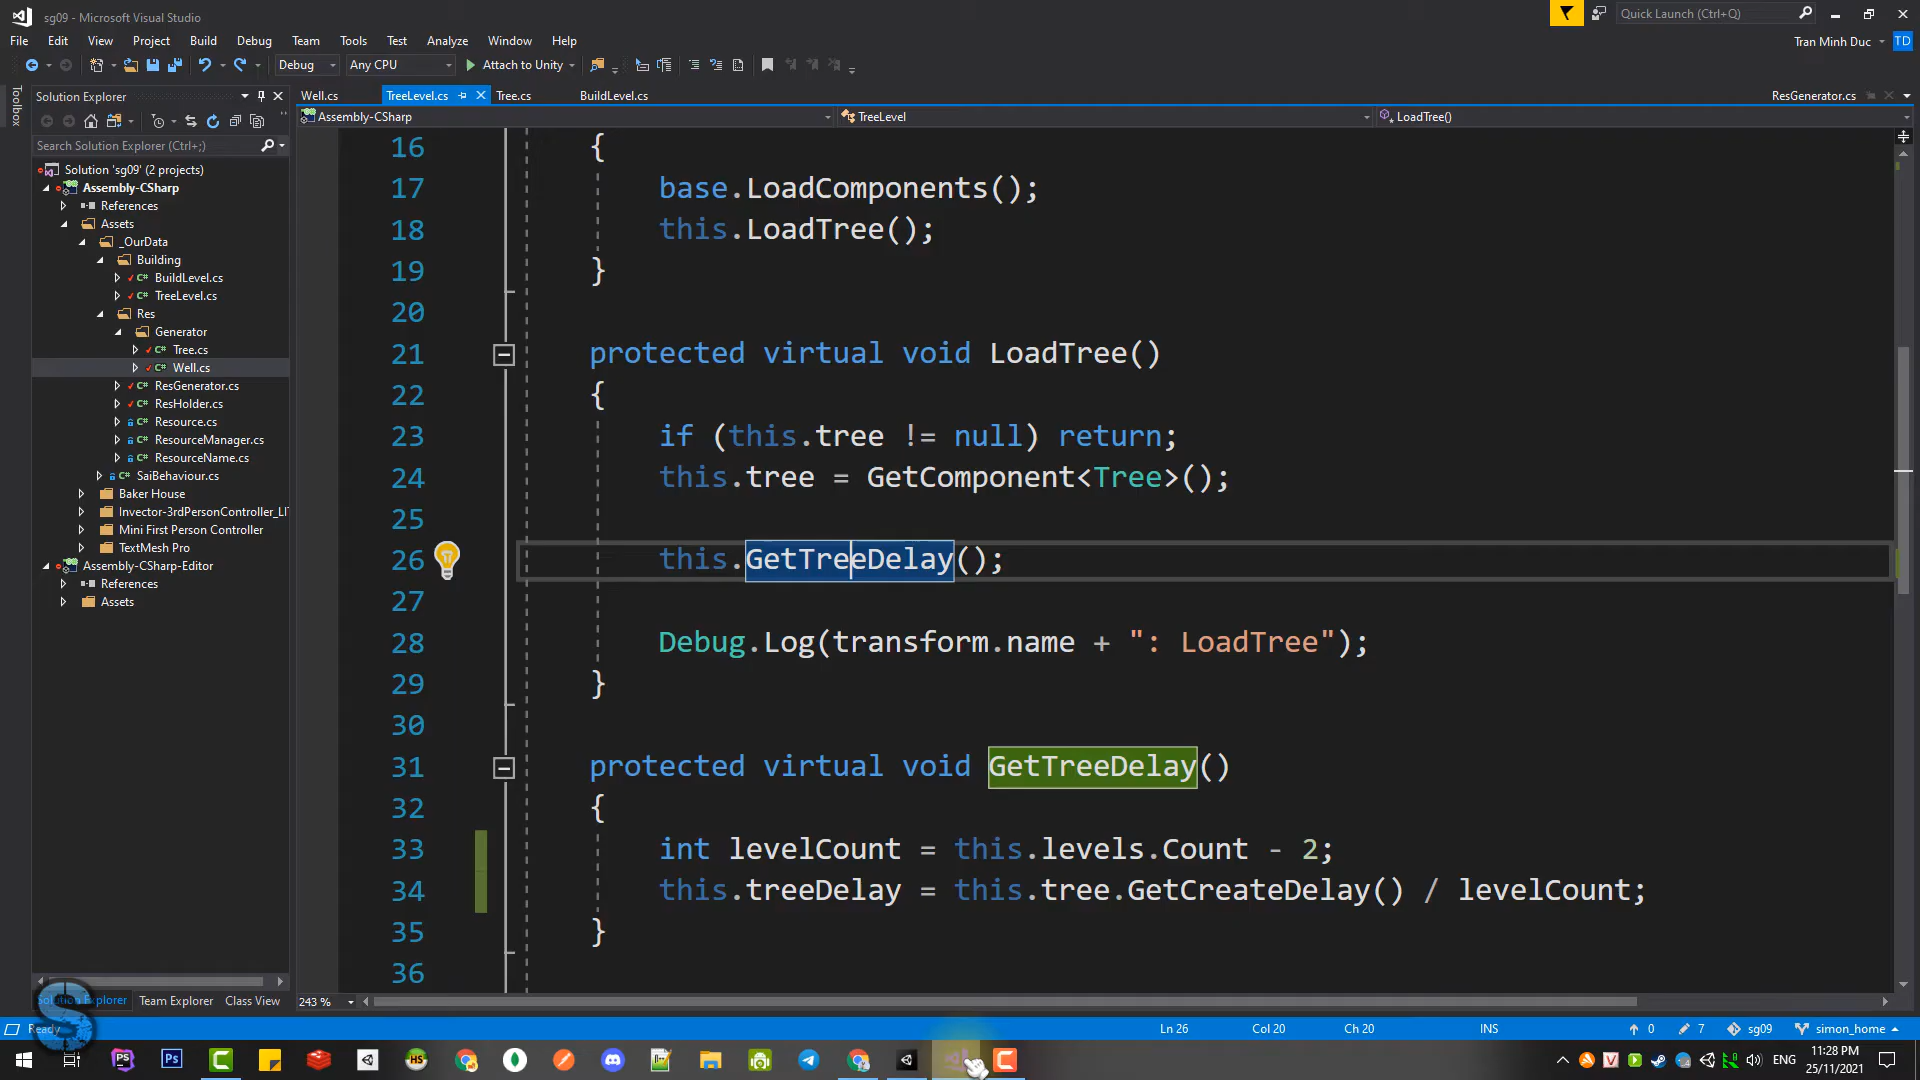 sg09 - Microsoft Visual Studio
Quick Launch (Ctrl+Q)
File Edit View Project Build Debug Team Tools Test Analyze Window Help
Tran Minh Duc TD
Debug Any CPU Attach to Unity
Toolbox
Solution Explorer
Well.cs TreeLevel.cs Tree.cs BuildLevel.cs ResGenerator.cs
Assembly-CSharp TreeLevel LoadTree()
Search Solution Explorer (Ctrl+;)
Solution 'sg09' (2 projects)
Assembly-CSharp
References
Assets
_OurData
Building
BuildLevel.cs
TreeLevel.cs
Res
Generator
Tree.cs
Well.cs
ResGenerator.cs
ResHolder.cs
Resource.cs
ResourceManager.cs
ResourceName.cs
SaiBehaviour.cs
Baker House
Invector-3rdPersonController_LI
Mini First Person Controller
TextMesh Pro
Assembly-CSharp-Editor
References
Assets
16 {
17 base.LoadComponents();
18 this.LoadTree();
19 }
20
21 protected virtual void LoadTree()
22 {
23 if (this.tree != null) return;
24 this.tree = GetComponent<Tree>();
25
26 this.GetTreeDelay();
27
28 Debug.Log(transform.name + ": LoadTree");
29 }
30
31 protected virtual void GetTreeDelay()
32 {
33 int levelCount = this.levels.Count - 2;
34 this.treeDelay = this.tree.GetCreateDelay() / levelCount;
35 }
36
Solution Explorer Team Explorer Class View
243 %
Ready Ln 26 Col 20 Ch 20 INS 0 7 sg09 simon_home
ENG
11:28 PM
25/11/2021